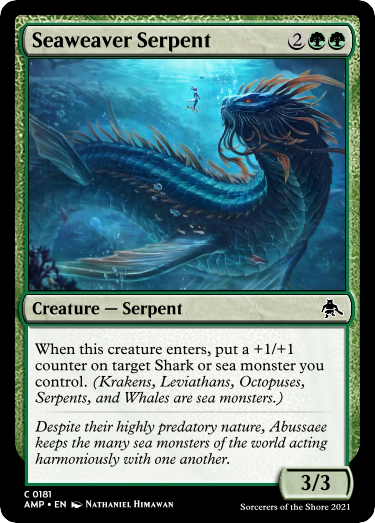 Seaweaver Serpent 2
Creature — Serpent
When this creature enters, put a +1/+1
counter on target Shark or sea monster you
control. (Krakens, Leviathans, Octopuses,
Serpents, and Whales are sea monsters.)
Despite their highly predatory nature, Abussaee
keeps the many sea monsters of the world acting
harmoniously with one another.
3/3
C 0181
AMP • EN Nathaniel Himawan
Sorcerers of the Shore 2021